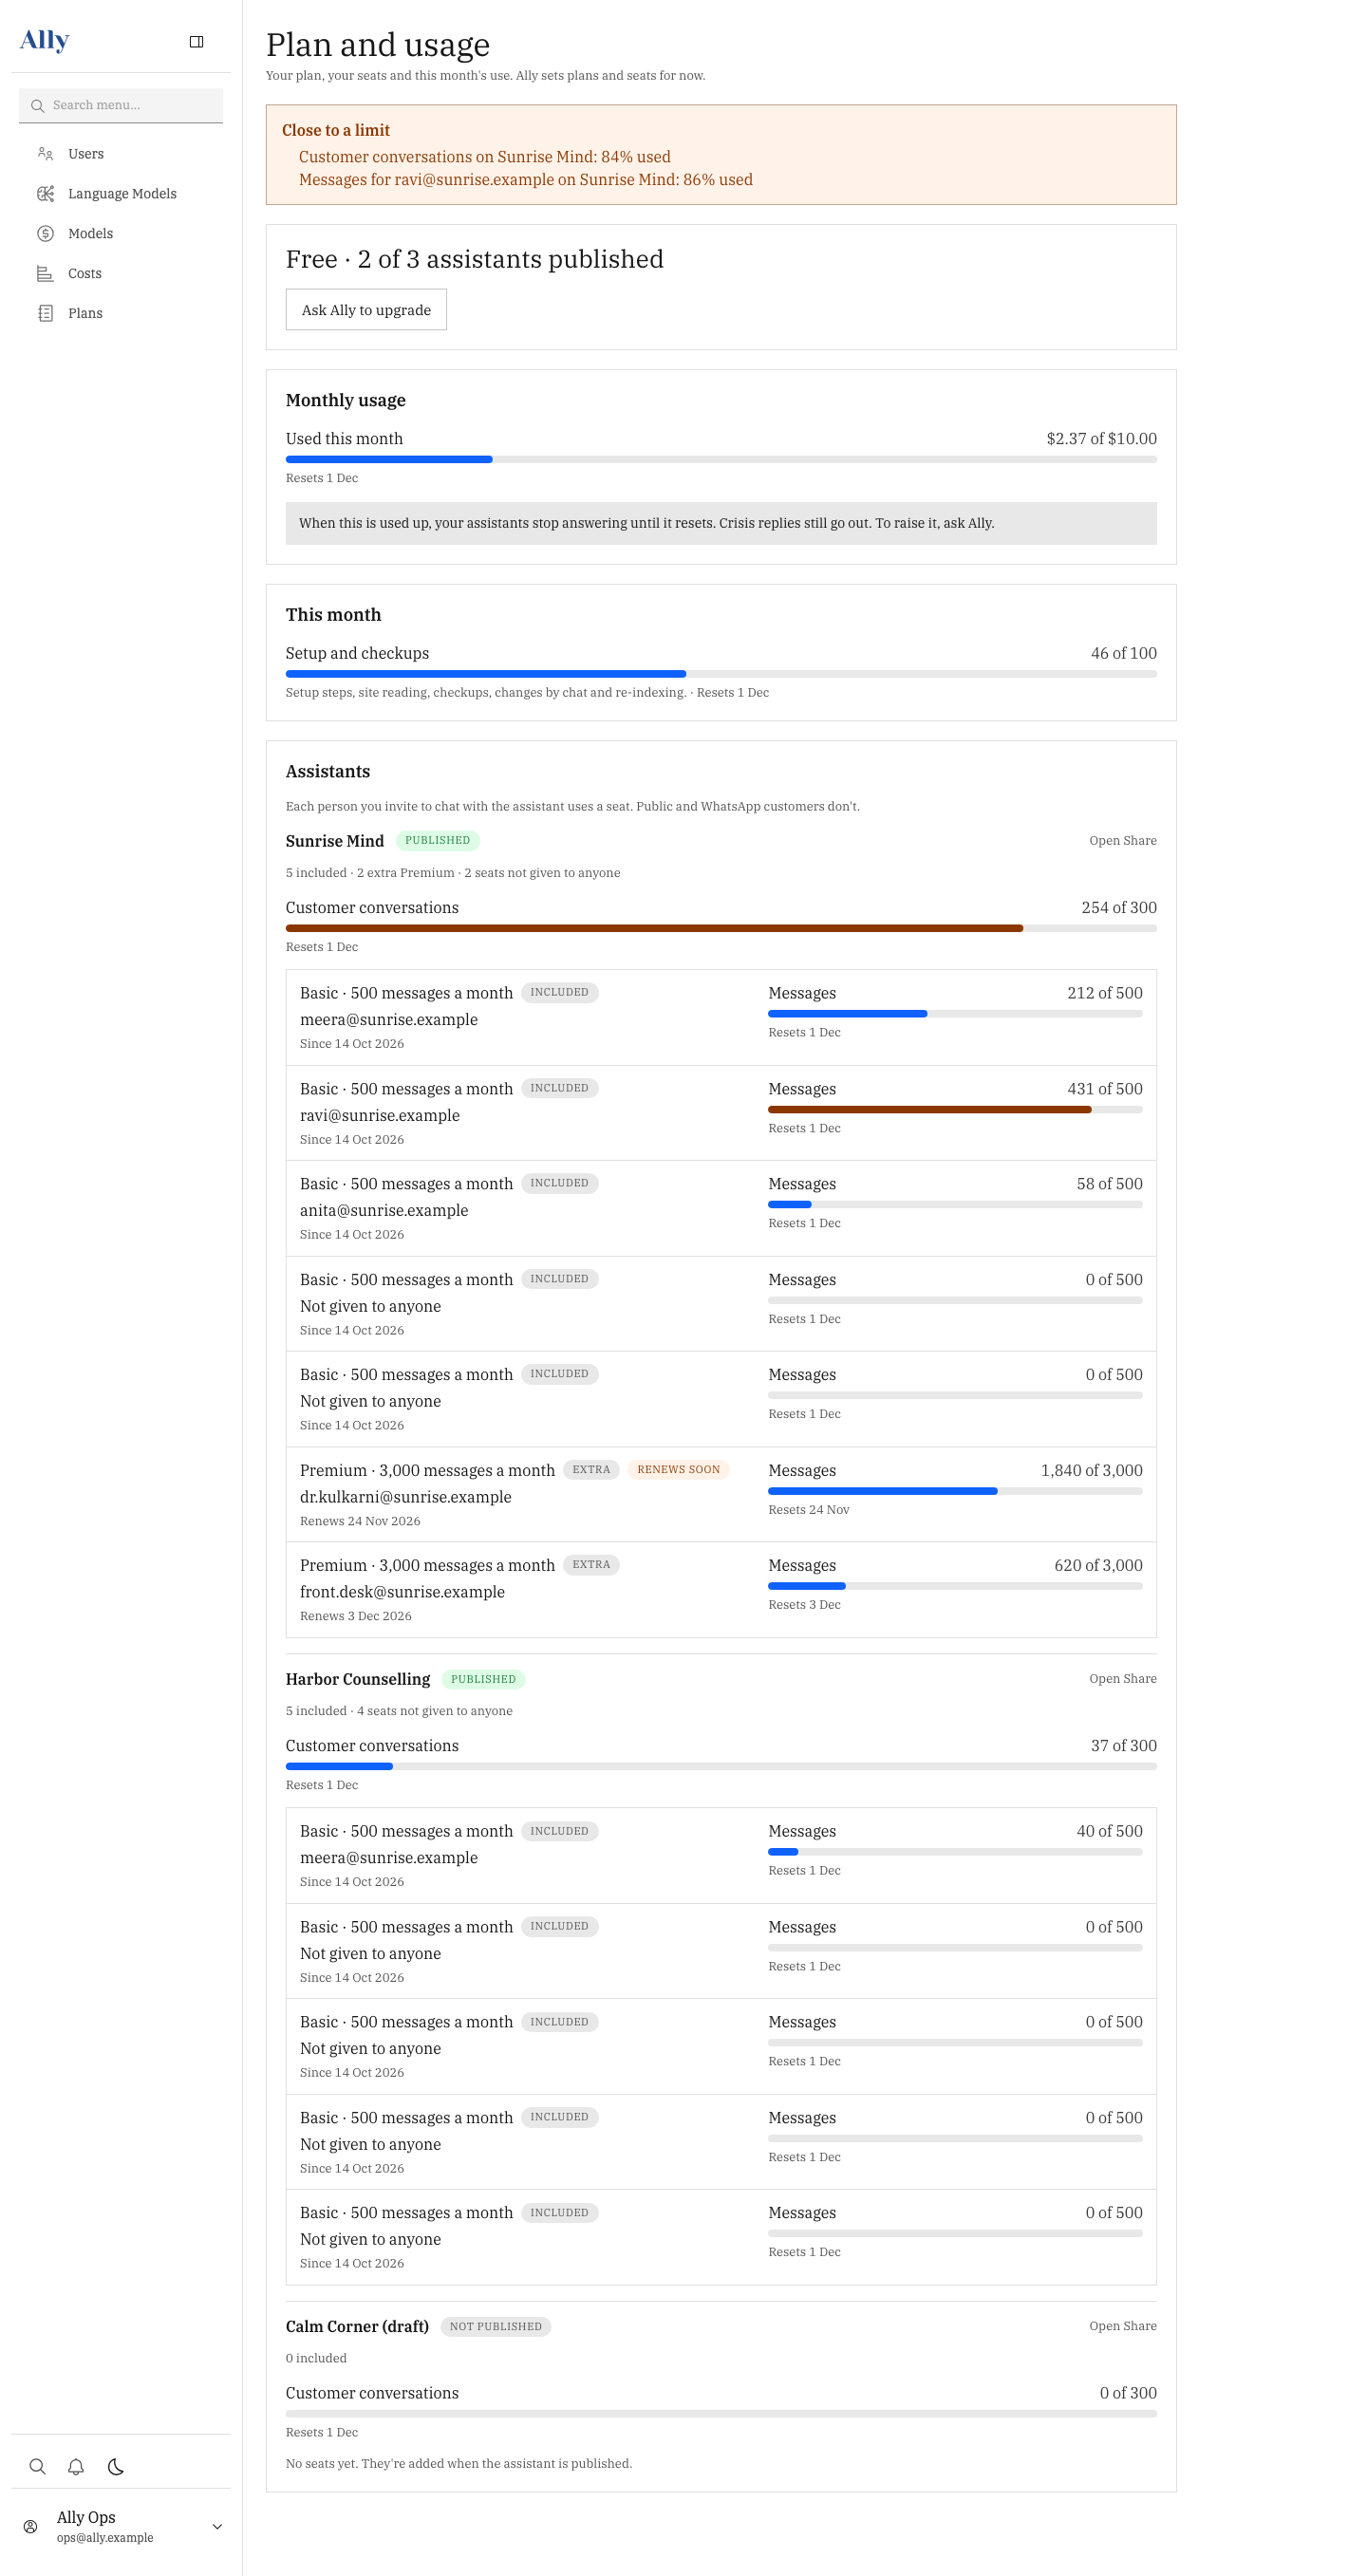 Ally
Search menu...
Users
Language Models
Models
Costs
Plans
Plan and usage
Your plan, your seats and this month's use. Ally sets plans and seats for now.
Close to a limit
Customer conversations on Sunrise Mind: 84% used
Messages for ravi@sunrise.example on Sunrise Mind: 86% used
Free · 2 of 3 assistants published
Ask Ally to upgrade
Monthly usage
Used this month $2.37 of $10.00
Resets 1 Dec
When this is used up, your assistants stop answering until it resets. Crisis replies still go out. To raise it, ask Ally.
This month
Setup and checkups 46 of 100
Setup steps, site reading, checkups, changes by chat and re-indexing. · Resets 1 Dec
Assistants
Each person you invite to chat with the assistant uses a seat. Public and WhatsApp customers don't.
Sunrise Mind PUBLISHED Open Share
5 included · 2 extra Premium · 2 seats not given to anyone
Customer conversations 254 of 300
Resets 1 Dec
Basic · 500 messages a month INCLUDED Messages 212 of 500
meera@sunrise.example
Resets 1 Dec
Since 14 Oct 2026
Basic · 500 messages a month INCLUDED Messages 431 of 500
ravi@sunrise.example
Resets 1 Dec
Since 14 Oct 2026
Basic · 500 messages a month INCLUDED Messages 58 of 500
anita@sunrise.example
Resets 1 Dec
Since 14 Oct 2026
Basic · 500 messages a month INCLUDED Messages 0 of 500
Not given to anyone
Resets 1 Dec
Since 14 Oct 2026
Basic · 500 messages a month INCLUDED Messages 0 of 500
Not given to anyone
Resets 1 Dec
Since 14 Oct 2026
Premium · 3,000 messages a month EXTRA RENEWS SOON Messages 1,840 of 3,000
dr.kulkarni@sunrise.example
Resets 24 Nov
Renews 24 Nov 2026
Premium · 3,000 messages a month EXTRA Messages 620 of 3,000
front.desk@sunrise.example
Resets 3 Dec
Renews 3 Dec 2026
Harbor Counselling PUBLISHED Open Share
5 included · 4 seats not given to anyone
Customer conversations 37 of 300
Resets 1 Dec
Basic · 500 messages a month INCLUDED Messages 40 of 500
meera@sunrise.example
Resets 1 Dec
Since 14 Oct 2026
Basic · 500 messages a month INCLUDED Messages 0 of 500
Not given to anyone
Resets 1 Dec
Since 14 Oct 2026
Basic · 500 messages a month INCLUDED Messages 0 of 500
Not given to anyone
Resets 1 Dec
Since 14 Oct 2026
Basic · 500 messages a month INCLUDED Messages 0 of 500
Not given to anyone
Resets 1 Dec
Since 14 Oct 2026
Basic · 500 messages a month INCLUDED Messages 0 of 500
Not given to anyone
Resets 1 Dec
Since 14 Oct 2026
Calm Corner (draft) NOT PUBLISHED Open Share
0 included
Customer conversations 0 of 300
Resets 1 Dec
No seats yet. They're added when the assistant is published.
Ally Ops
ops@ally.example